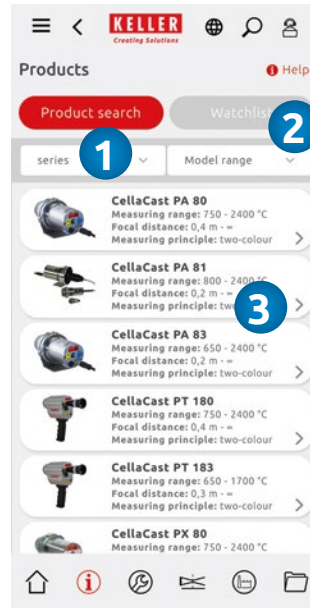 KELLER
Creating Solutions
Products
Help
Product search
Watchlist
1
2
series
Model range
CellaCast PA 80
Measuring range: 750 - 2400 °C
Focal distance: 0,4 m - ∞
Measuring principle: two-colour
CellaCast PA 81
Measuring range: 800 - 2400 °C
Focal distance: 0,2 m - ∞
Measuring principle:
3
CellaCast PA 83
Measuring range: 650 - 2400 °C
Focal distance: 0,2 m - ∞
Measuring principle: two-colour
CellaCast PT 180
Measuring range: 750 - 2400 °C
Focal distance: 0,4 m - ∞
Measuring principle: two-colour
CellaCast PT 183
Measuring range: 650 - 1700 °C
Focal distance: 0,3 m - ∞
Measuring principle: two-colour
CellaCast PX 80
Measuring range: 750 - 2400 °C